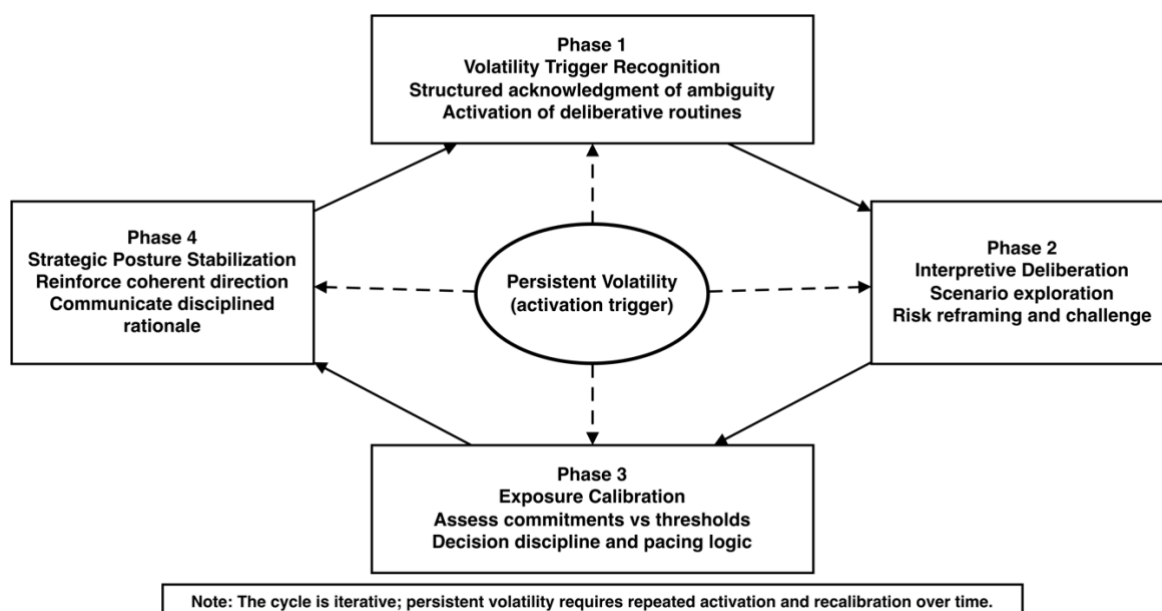 Phase 1
Volatility Trigger Recognition
Structured acknowledgment of ambiguity
Activation of deliberative routines
Phase 4
Strategic Posture Stabilization
Reinforce coherent direction
Communicate disciplined
rationale
Persistent Volatility
(activation trigger)
Phase 2
Interpretive Deliberation
Scenario exploration
Risk reframing and challenge
Phase 3
Exposure Calibration
Assess commitments vs thresholds
Decision discipline and pacing logic
Note: The cycle is iterative; persistent volatility requires repeated activation and recalibration over time.